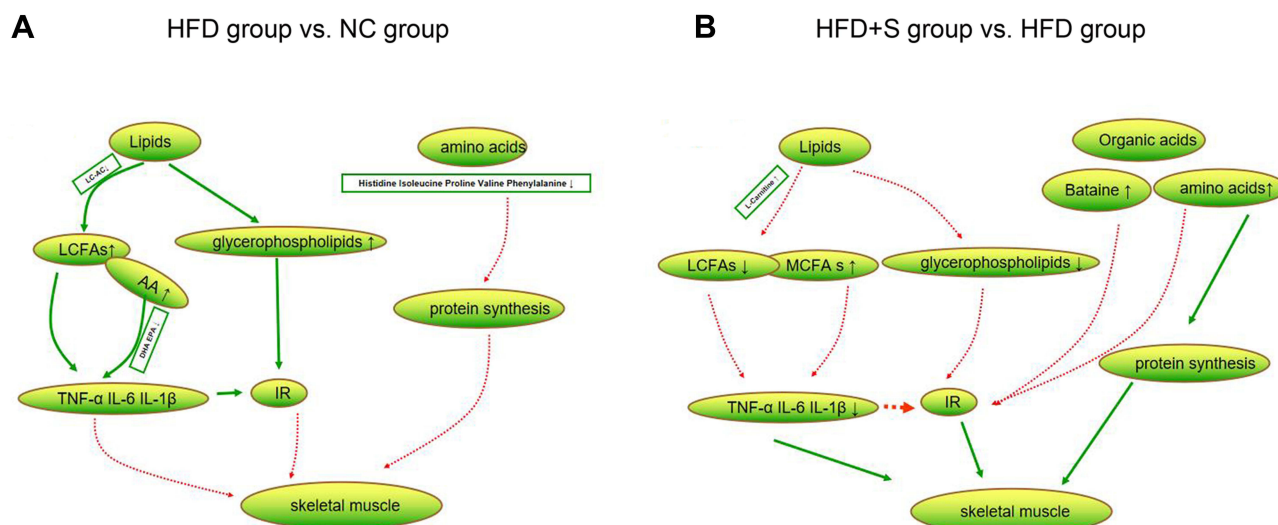 A
HFD group vs. NC group
Lipids
LC-AC↓
amino acids
Histidine Isoleucine Proline Valine Phenylalanine ↓
LCFAs↑
glycerophospholipids ↑
AA ↑
DHA EPA ↓
protein synthesis
TNF-α IL-6 IL-1β
IR
skeletal muscle
B
HFD+S group vs. HFD group
Lipids
L-Carnitine ↑
Organic acids
Bataine ↑
amino acids↑
LCFAs ↓
MCFA s ↑
glycerophospholipids ↓
protein synthesis
TNF-α IL-6 IL-1β ↓
IR
skeletal muscle